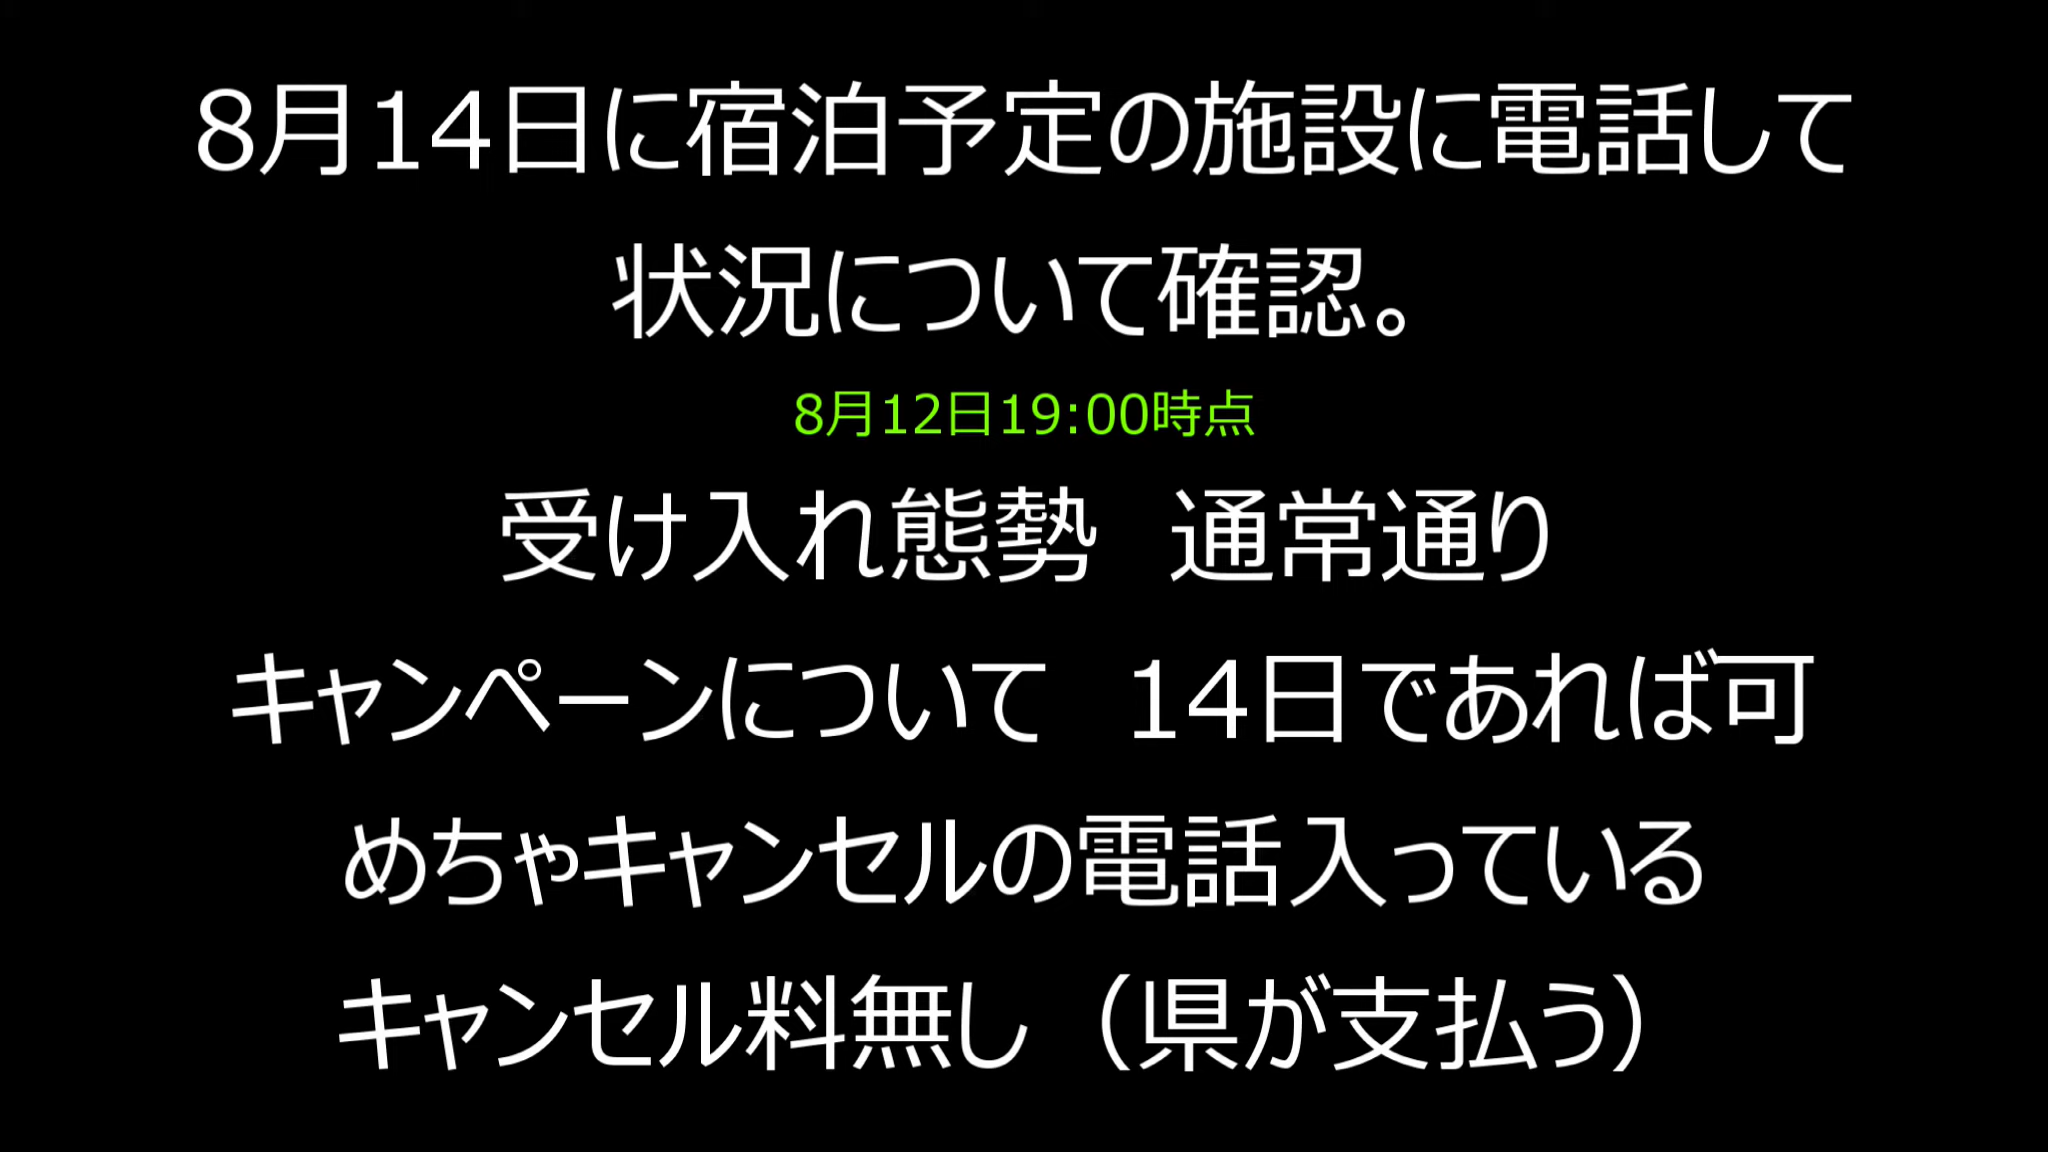 8月14日に宿泊予定の施設に電話して
状況について確認。
8月12日19:00時点
受け入れ態勢　通常通り
キャンペーンについて　14日であれば可
めちゃキャンセルの電話入っている
キャンセル料無し（県が支払う）